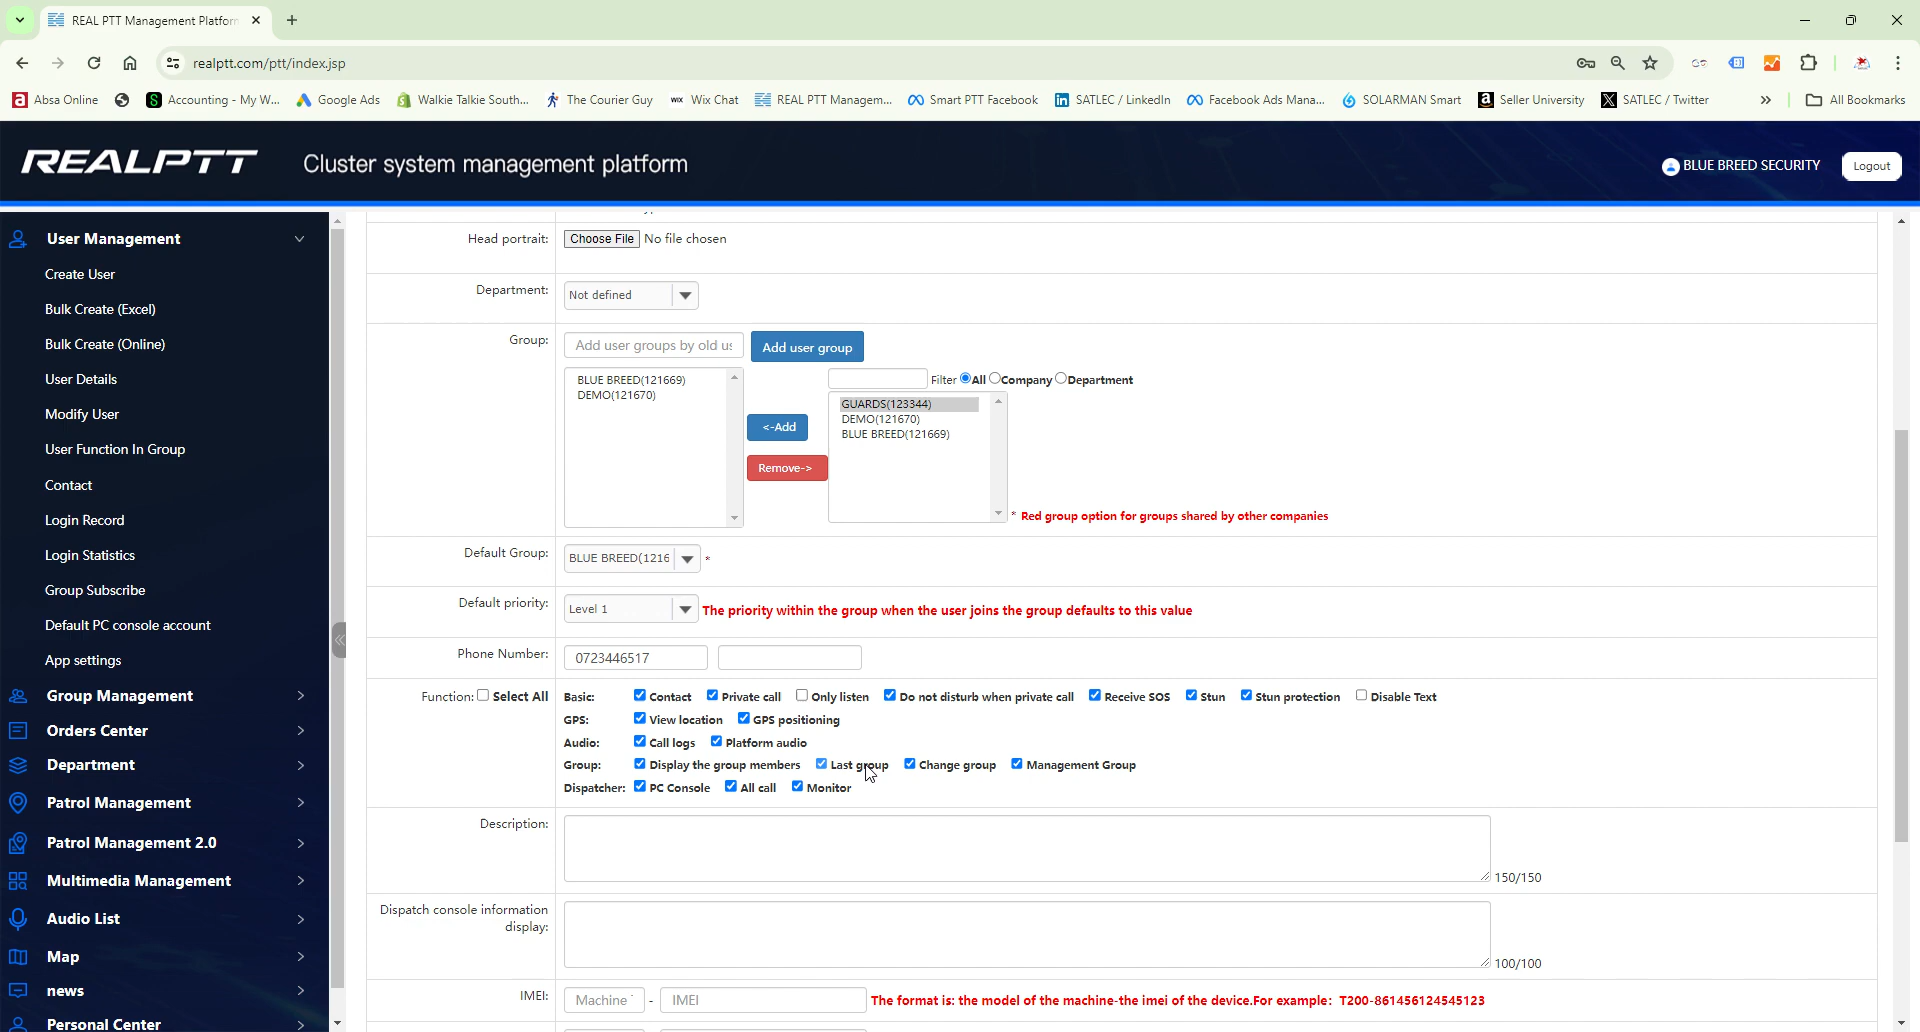 REAL PTT Management Platform
realptt.com/ptt/index.jsp
Absa Online
Accounting - My W...
Google Ads
Walkie Talkie South...
The Courier Guy
WIX Wix Chat
REAL PTT Managem...
Smart PTT Facebook
SATLEC / LinkedIn
Facebook Ads Mana...
SOLARMAN Smart
Seller University
SATLEC / Twitter
All Bookmarks
REALPTT
Cluster system management platform
BLUE BREED SECURITY
Logout
User Management
Create User
Bulk Create (Excel)
Bulk Create (Online)
User Details
Modify User
User Function In Group
Contact
Login Record
Login Statistics
Group Subscribe
Default PC console account
App settings
Group Management
Orders Center
Department
Patrol Management
Patrol Management 2.0
Multimedia Management
Audio List
Map
news
Personal Center
Head portrait: Choose File No file chosen
Department: Not defined
Group: Add user groups by old us Add user group
BLUE BREED(121669)
DEMO(121670)
<-Add
Remove->
Filter All Company Department
GUARDS(123344)
DEMO(121670)
BLUE BREED(121669)
* Red group option for groups shared by other companies
Default Group: BLUE BREED(1216 *
Default priority: Level 1 The priority within the group when the user joins the group defaults to this value
Phone Number: 0723446517
Function: Select All
Basic: Contact Private call Only listen Do not disturb when private call Receive SOS Stun Stun protection Disable Text
GPS: View location GPS positioning
Audio: Call logs Platform audio
Group: Display the group members Last group Change group Management Group
Dispatcher: PC Console All call Monitor
Description:
150/150
Dispatch console information
display:
100/100
IMEI: Machine - IMEI The format is: the model of the machine-the imei of the device.For example: T200-861456124545123